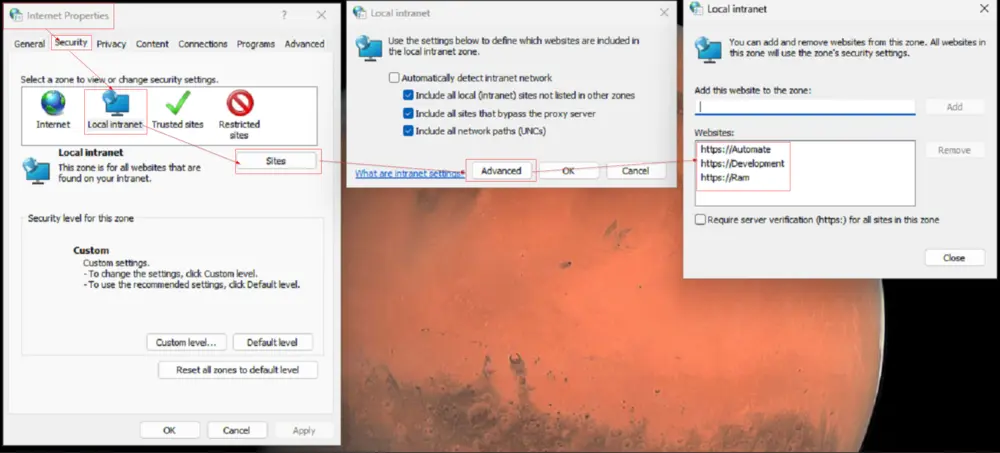 Internet Properties
?
General
Security
Privacy
Content
Connections
Programs
Advanced
Select a zone to view or change security settings.
Internet
Local intranet
Trusted sites
Restricted
sites
Local intranet
This zone is for all websites that are
found on your intranet.
Sites
Security level for this zone
Custom
Custom settings.
- To change the settings, click Custom level.
- To use the recommended settings, click Default level.
Custom level...
Default level
Reset all zones to default level
OK
Cancel
Apply
Local intranet
Use the settings below to define which websites are included in
the local intranet zone.
Automatically detect intranet network
Include all local (intranet) sites not listed in other zones
Include all sites that bypass the proxy server
Include all network paths (UNCs)
What are intranet settings?
Advanced
OK
Cancel
Local intranet
You can add and remove websites from this zone. All websites in
this zone will use the zone's security settings.
Add this website to the zone:
Add
Websites:
https://Automate
https://Development
https://Ram
Remove
Require server verification (https:) for all sites in this zone
Close